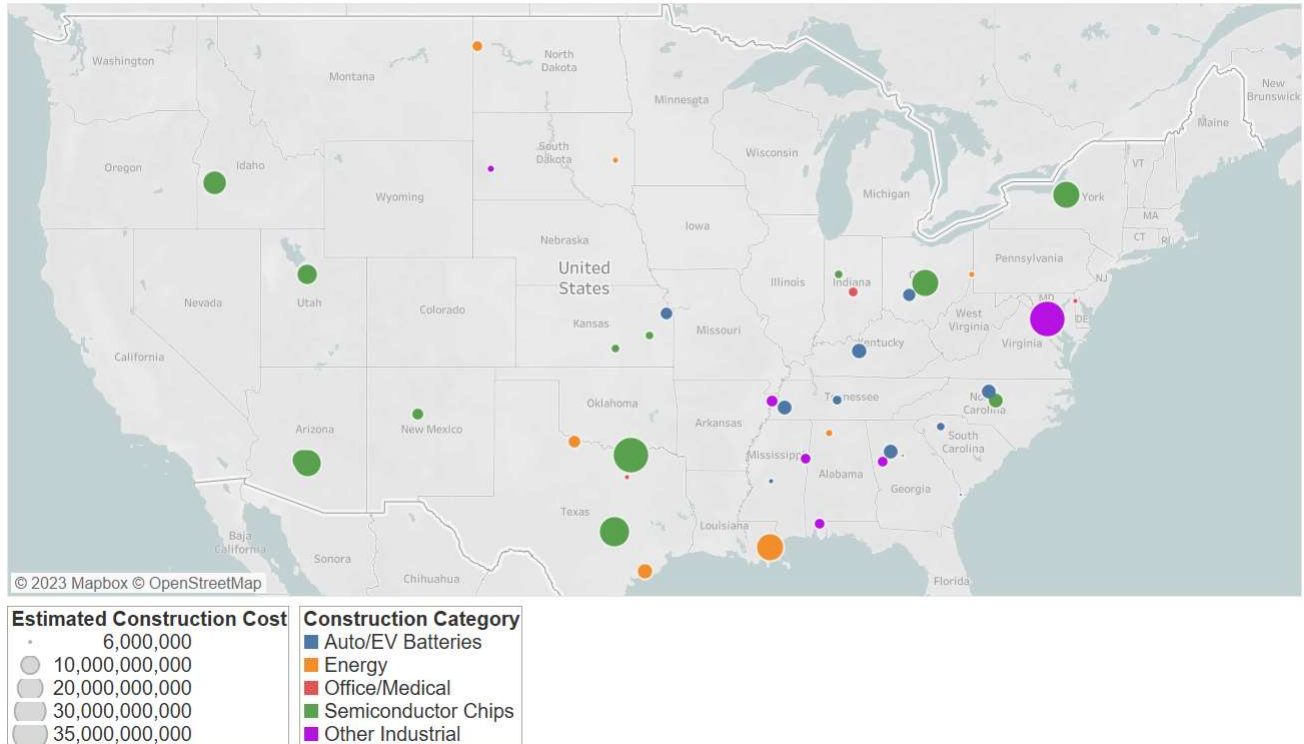 Washington
Montana
North
Dakota
Minnesota
New
Brunswick
Maine
Oregon
Idaho
South
Dakota
Wisconsin
Michigan
VT
York
Wyoming
MA
CT
RI
Iowa
Nebraska
United
States
Illinois
Indiana
O
Pennsylvania
NJ
Nevada
Utah
Colorado
Kansas
Missouri
West
Virginia
MD
DE
Virginia
Kentucky
California
Oklahoma
Arkansas
Tennessee
No
Carolina
Arizona
New Mexico
South
Carolina
Mississippi
Alabama
Georgia
Texas
Louisiana
Baja
California
Sonora
Chihuahua
Florida
© 2023 Mapbox © OpenStreetMap
Estimated Construction Cost
6,000,000
10,000,000,000
20,000,000,000
30,000,000,000
35,000,000,000
Construction Category
Auto/EV Batteries
Energy
Office/Medical
Semiconductor Chips
Other Industrial